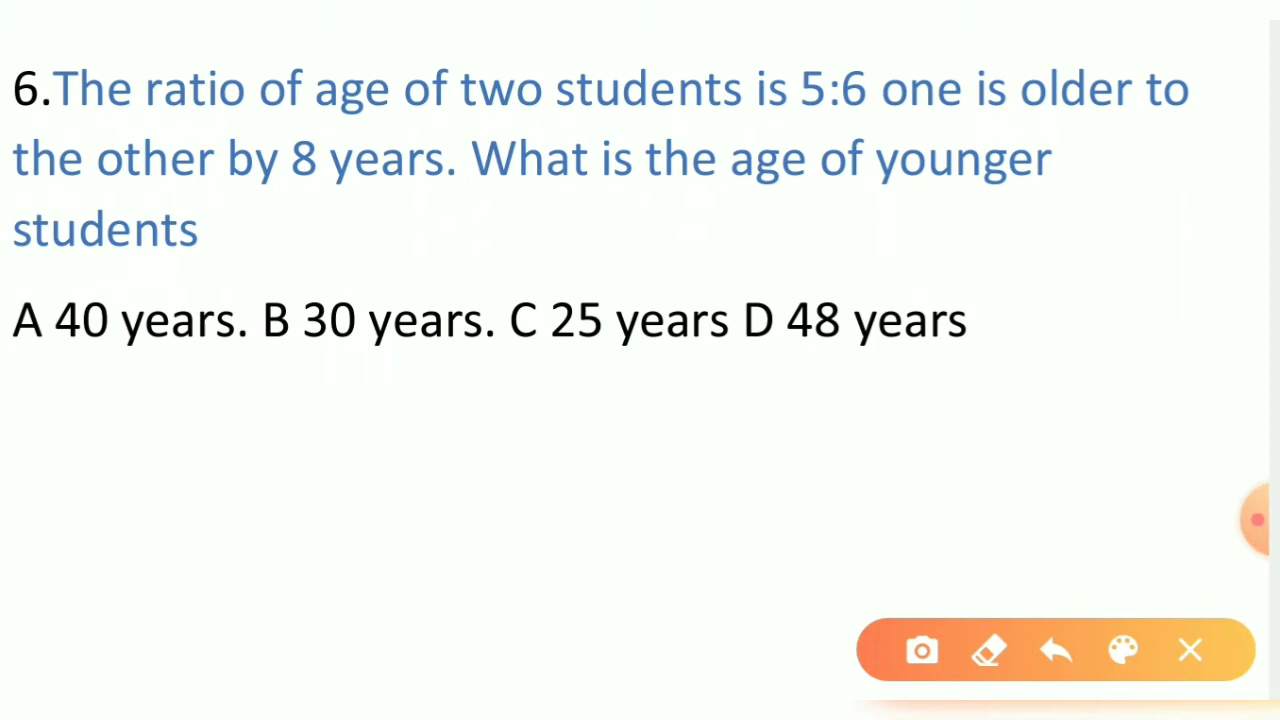 6.The ratio of age of two students is 5:6 one is older to
the other by 8 years. What is the age of younger
students
A 40 years. B 30 years. C 25 years D 48 years